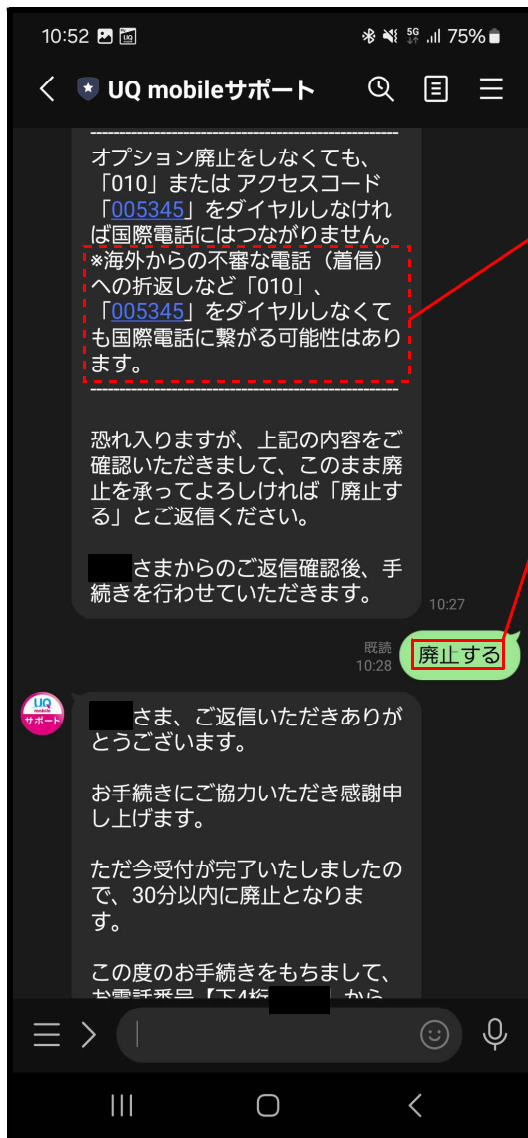 10:52
5G
75%
UQ mobileサポート
オプション廃止をしなくても、
「010」または アクセスコード
「005345」をダイヤルしなけれ
ば国際電話にはつながりません。
※海外からの不審な電話（着信）
への折返しなど「010」、
「005345」をダイヤルしなくて
も国際電話に繋がる可能性はあり
ます。
恐れ入りますが、上記の内容をご
確認いただきまして、このまま廃
止を承ってよろしければ「廃止す
る」とご返信ください。
さまからのご返信確認後、手
続きを行わせていただきます。
10:27
既読
10:28
廃止する
UQ
mobile
サポート
さま、ご返信いただきありが
とうございます。
お手続きにご協力いただき感謝申
し上げます。
ただ今受付が完了いたしましたの
で、30分以内に廃止となりま
す。
この度のお手続きをもちまして、
お電話番号【下4桁 から